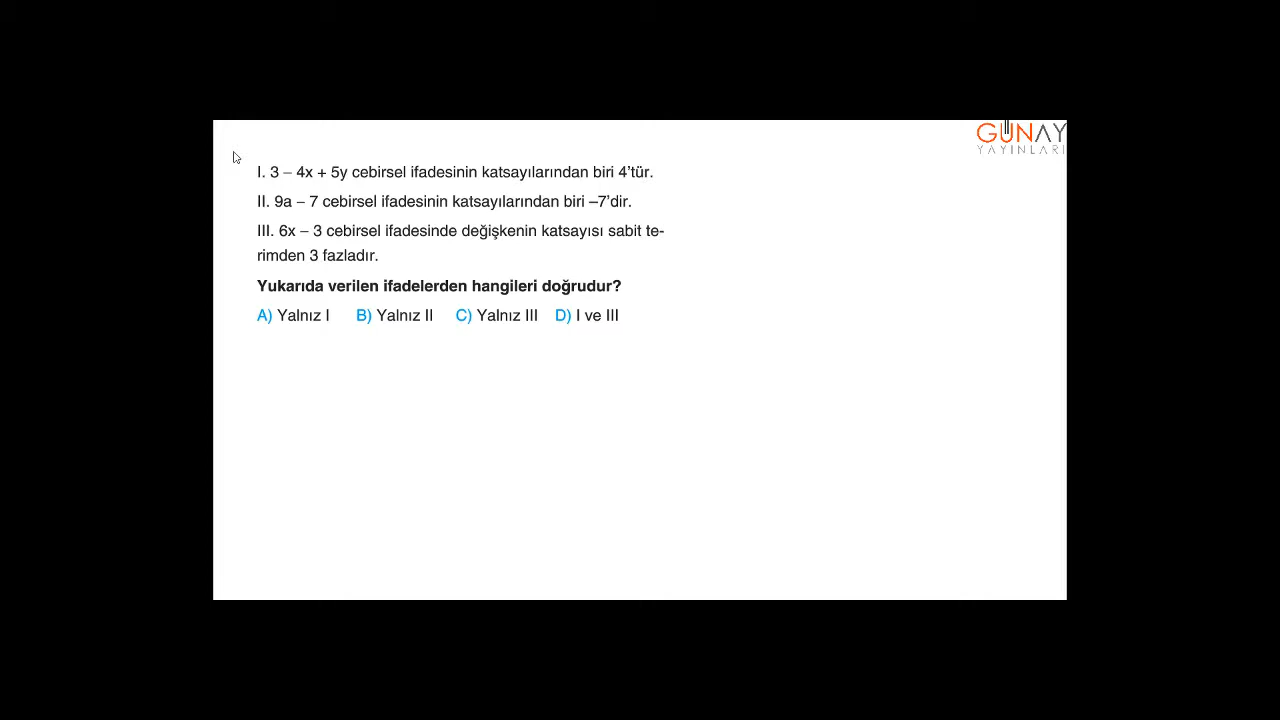 GÜNAY
YAYINLARI
I. 3 – 4x + 5y cebirsel ifadesinin katsayılarından biri 4’tür.
II. 9a – 7 cebirsel ifadesinin katsayılarından biri –7’dir.
III. 6x – 3 cebirsel ifadesinde değişkenin katsayısı sabit te-
rimden 3 fazladır.
Yukarıda verilen ifadelerden hangileri doğrudur?
A) Yalnız I B) Yalnız II C) Yalnız III D) I ve III